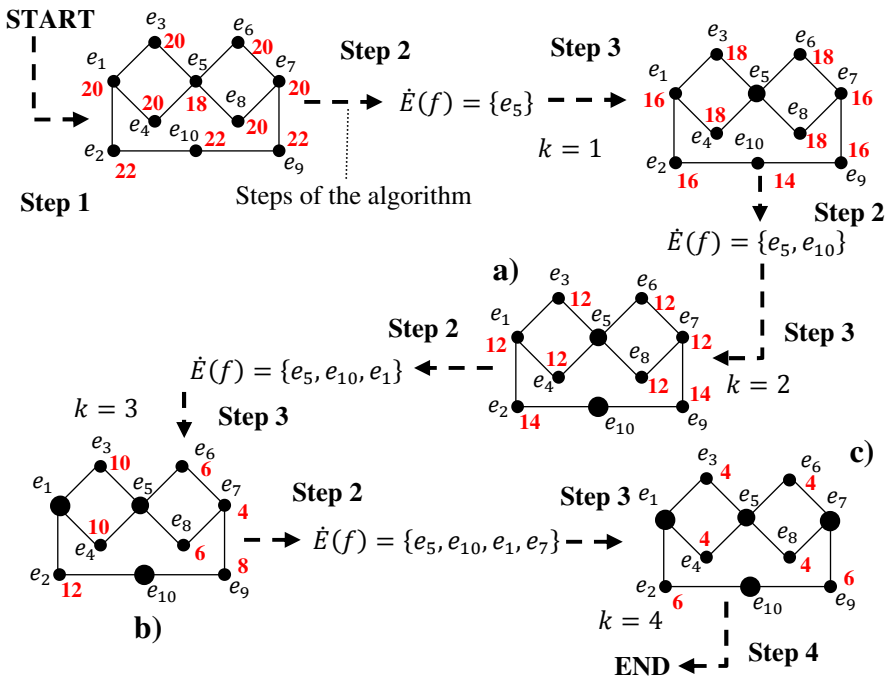 START
e₃
20
e₆
20
e₁
20
e₅
18
e₇
20
20
e₄
e₈
20
e₁₀
22
22
e₂
22
e₉
Step 1
Step 2
Ė(f) = {e₅}
Steps of the algorithm
Step 3
k = 1
e₃
18
e₆
18
e₁
16
e₅
e₇
16
18
e₄
e₈
18
e₁₀
14
e₂
16
16
e₉
Step 2
Ė(f) = {e₅, e₁₀}
Step 3
k = 2
a)
e₃
12
e₆
12
e₁
12
e₅
e₇
12
12
e₄
e₈
12
14
e₂
14
e₁₀
e₉
Step 2
Ė(f) = {e₅, e₁₀, e₁}
k = 3
Step 3
e₃
10
e₆
6
e₁
e₅
e₇
4
10
e₄
e₈
6
e₂
12
e₁₀
8
e₉
b)
Step 2
Ė(f) = {e₅, e₁₀, e₁, e₇}
Step 3
c)
e₃
4
e₆
4
e₁
e₅
e₇
4
e₄
e₈
4
e₂
6
e₁₀
6
e₉
k = 4
Step 4
END